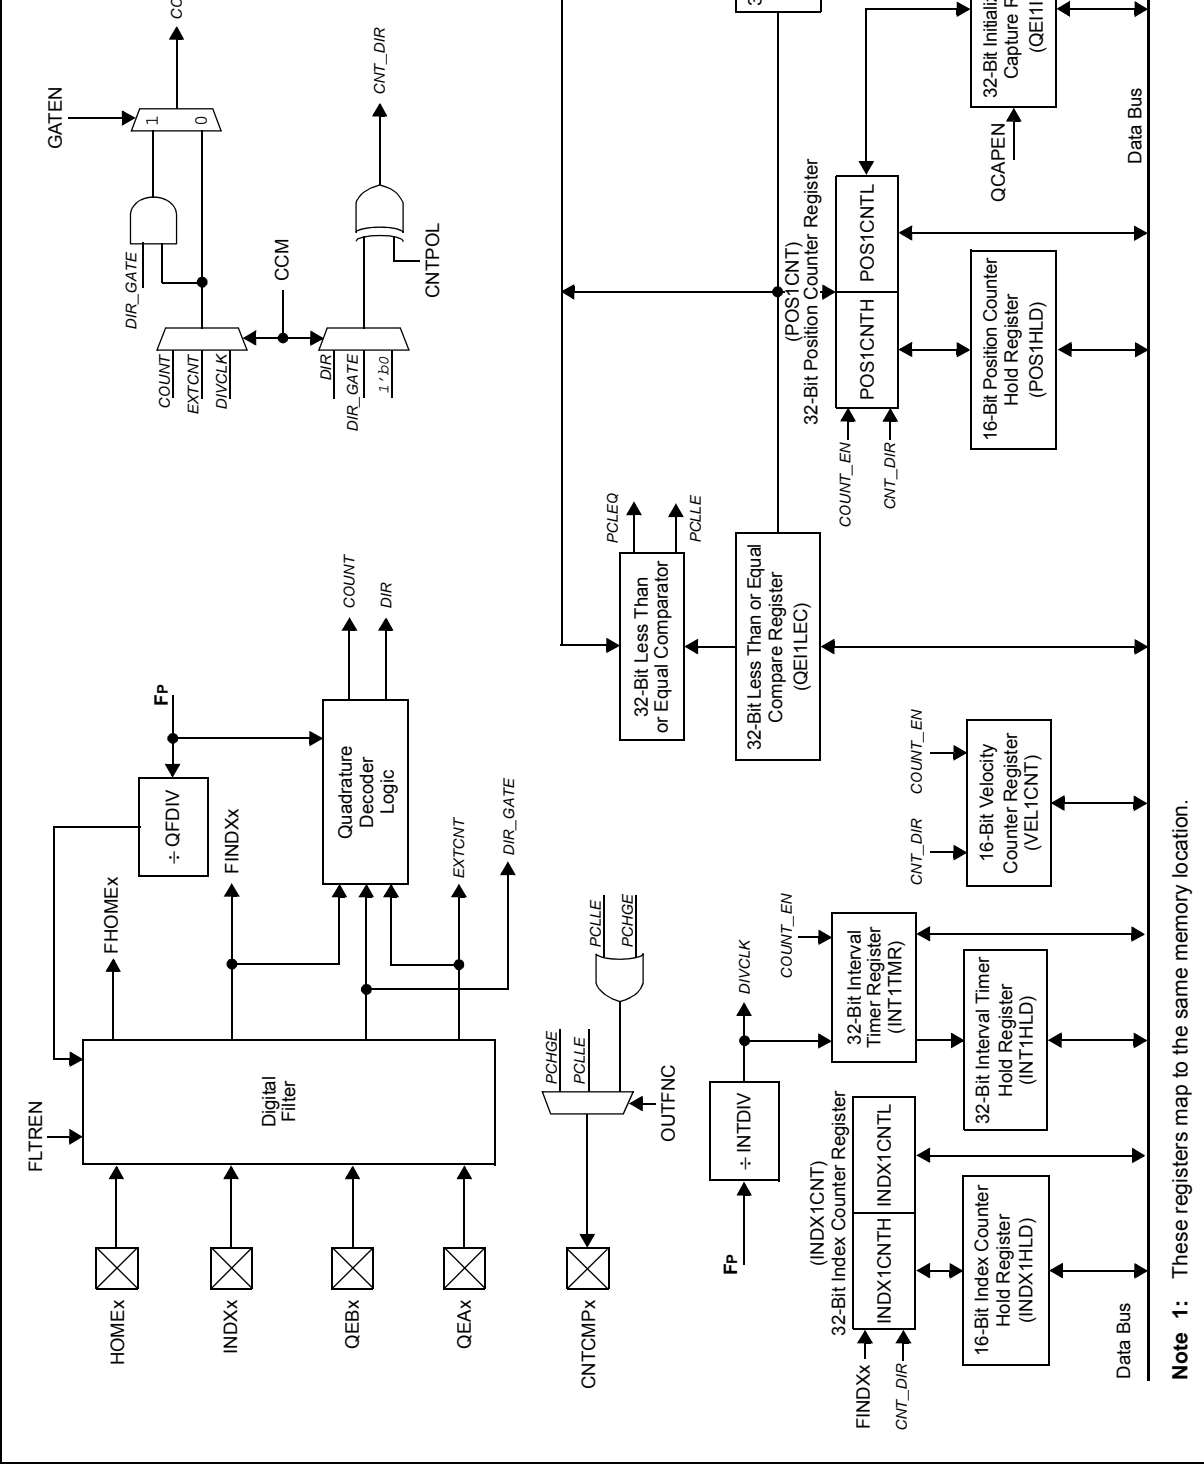 FLTREN
HOMEx
INDXx
QEBx
QEAx
Digital
Filter
FHOMEx
FINDXx
÷ QFDIV
FP
Quadrature
Decoder
Logic
COUNT
DIR
EXTCNT
DIR_GATE
COUNT
EXTCNT
DIVCLK
DIR_GATE
GATEN
1
0
CCM
DIR
DIR_GATE
1'b0
CNTPOL
CNT_DIR
CNTCMPx
PCHGE
PCLLE
OUTFNC
PCLLE
PCHGE
FP
÷ INTDIV
DIVCLK
COUNT_EN
32-Bit Interval
Timer Register
(INT1TMR)
32-Bit Interval Timer
Hold Register
(INT1HLD)
(INDX1CNT)
32-Bit Index Counter Register
INDX1CNTH
INDX1CNTL
FINDXx
CNT_DIR
16-Bit Index Counter
Hold Register
(INDX1HLD)
CNT_DIR
COUNT_EN
16-Bit Velocity
Counter Register
(VEL1CNT)
32-Bit Less Than
or Equal Comparator
PCLEQ
PCLLE
32-Bit Less Than or Equal
Compare Register
(QEI1LEC)
(POS1CNT)
32-Bit Position Counter Register
POS1CNTH
POS1CNTL
COUNT_EN
CNT_DIR
16-Bit Position Counter
Hold Register
(POS1HLD)
QCAPEN
32-Bit
Capture
Data Bus
Data Bus
Note 1: These registers map to the same memory location.